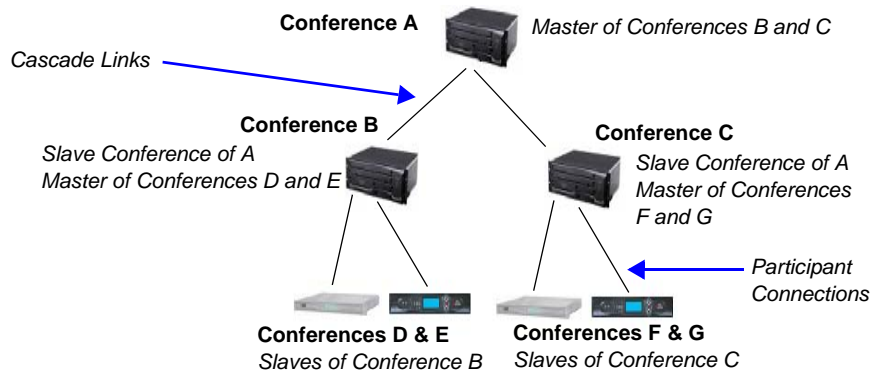 Conference A
Master of Conferences B and C
Cascade Links
Conference B
Slave Conference of A
Master of Conferences D and E
Conference C
Slave Conference of A
Master of Conferences
F and G
Participant
Connections
Conferences D & E
Slaves of Conference B
Conferences F & G
Slaves of Conference C